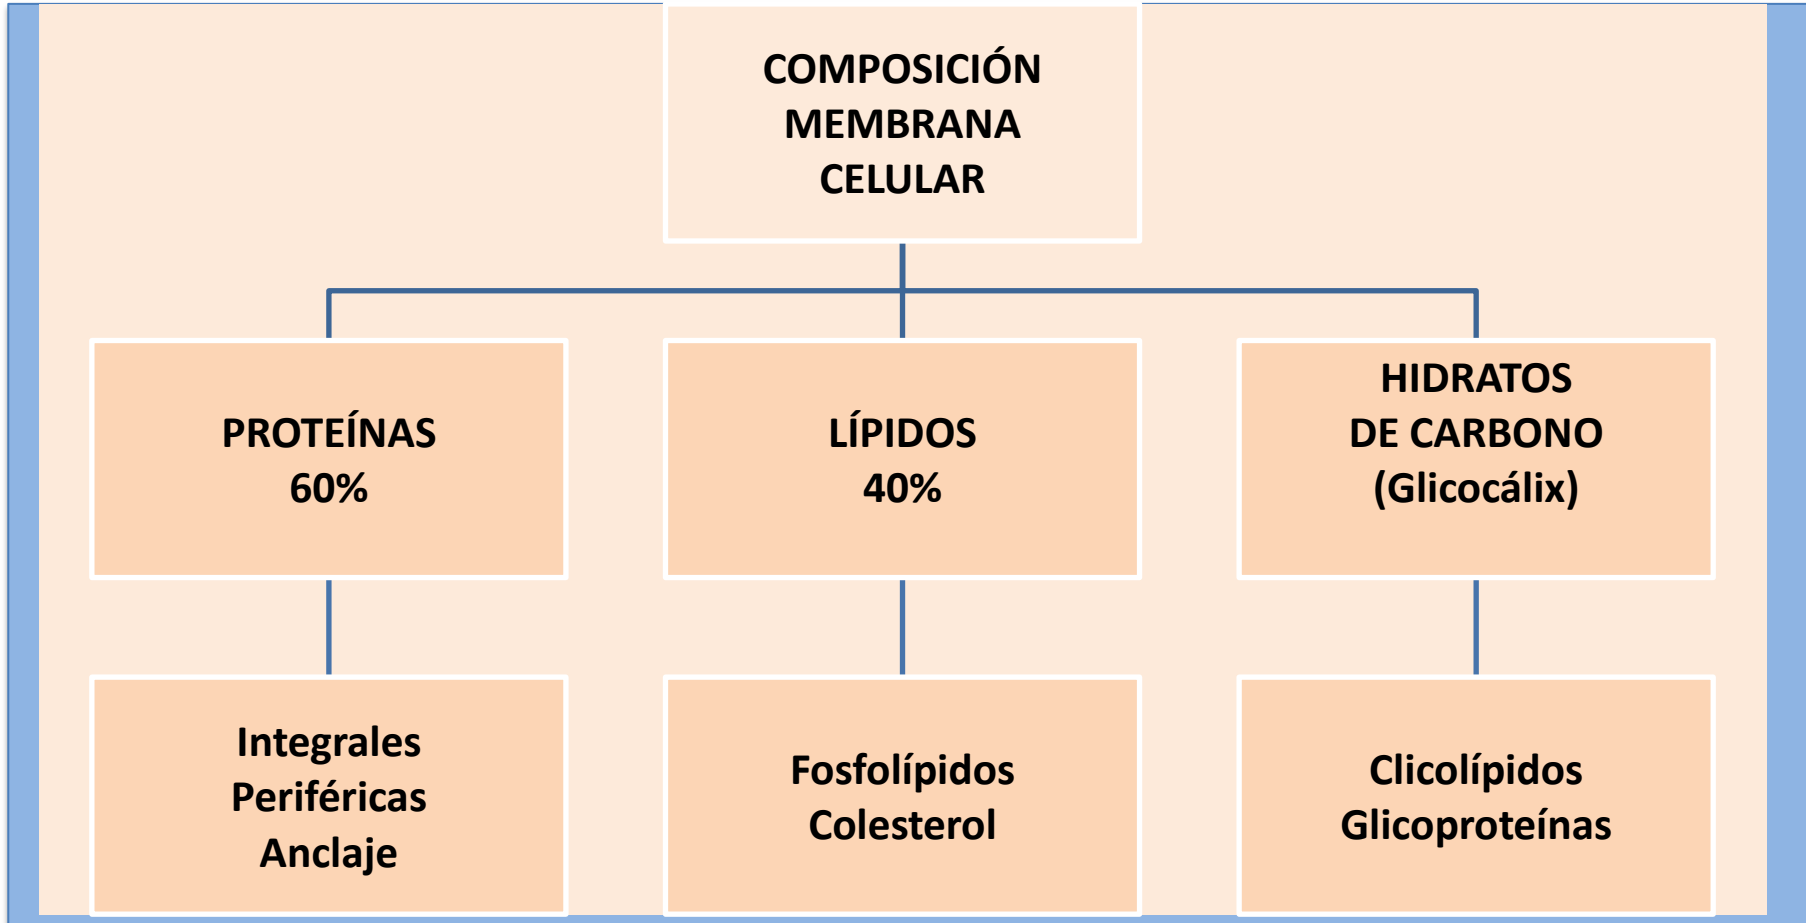 COMPOSICIÓN
MEMBRANA
CELULAR
PROTEÍNAS
60%
LÍPIDOS
40%
HIDRATOS
DE CARBONO
(Glicocálix)
Integrales
Periféricas
Anclaje
Fosfolípidos
Colesterol
Clicolípidos
Glicoproteínas